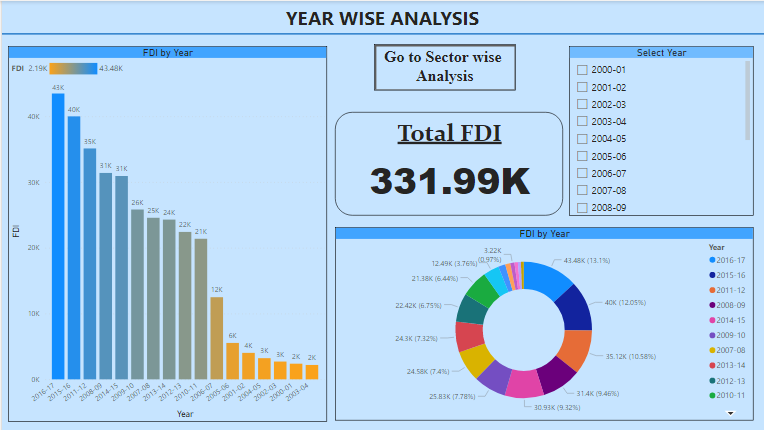 YEAR WISE ANALYSIS
FDI by Year
FDI 2.19K 43.48K
43K
40K
35K
31K
31K
26K
25K
24K
22K
21K
12K
6K
4K
3K
3K
2K
2K
40K
30K
20K
10K
0K
FDI
2016-17
2015-16
2011-12
2008-09
2014-15
2009-10
2007-08
2013-14
2012-13
2010-11
2006-07
2005-06
2001-02
2004-05
2002-03
2000-01
2003-04
Year
Go to Sector wise
Analysis
Total FDI
331.99K
Select Year
2000-01
2001-02
2002-03
2003-04
2004-05
2005-06
2006-07
2007-08
2008-09
FDI by Year
43.48K (13.1%)
40K (12.05%)
35.12K (10.58%)
31.4K (9.46%)
30.93K (9.32%)
25.83K (7.78%)
24.58K (7.4%)
24.3K (7.32%)
22.42K (6.75%)
21.38K (6.44%)
12.49K (3.76%)
3.22K
(0.97%)
Year
2016-17
2015-16
2011-12
2008-09
2014-15
2009-10
2007-08
2013-14
2012-13
2010-11